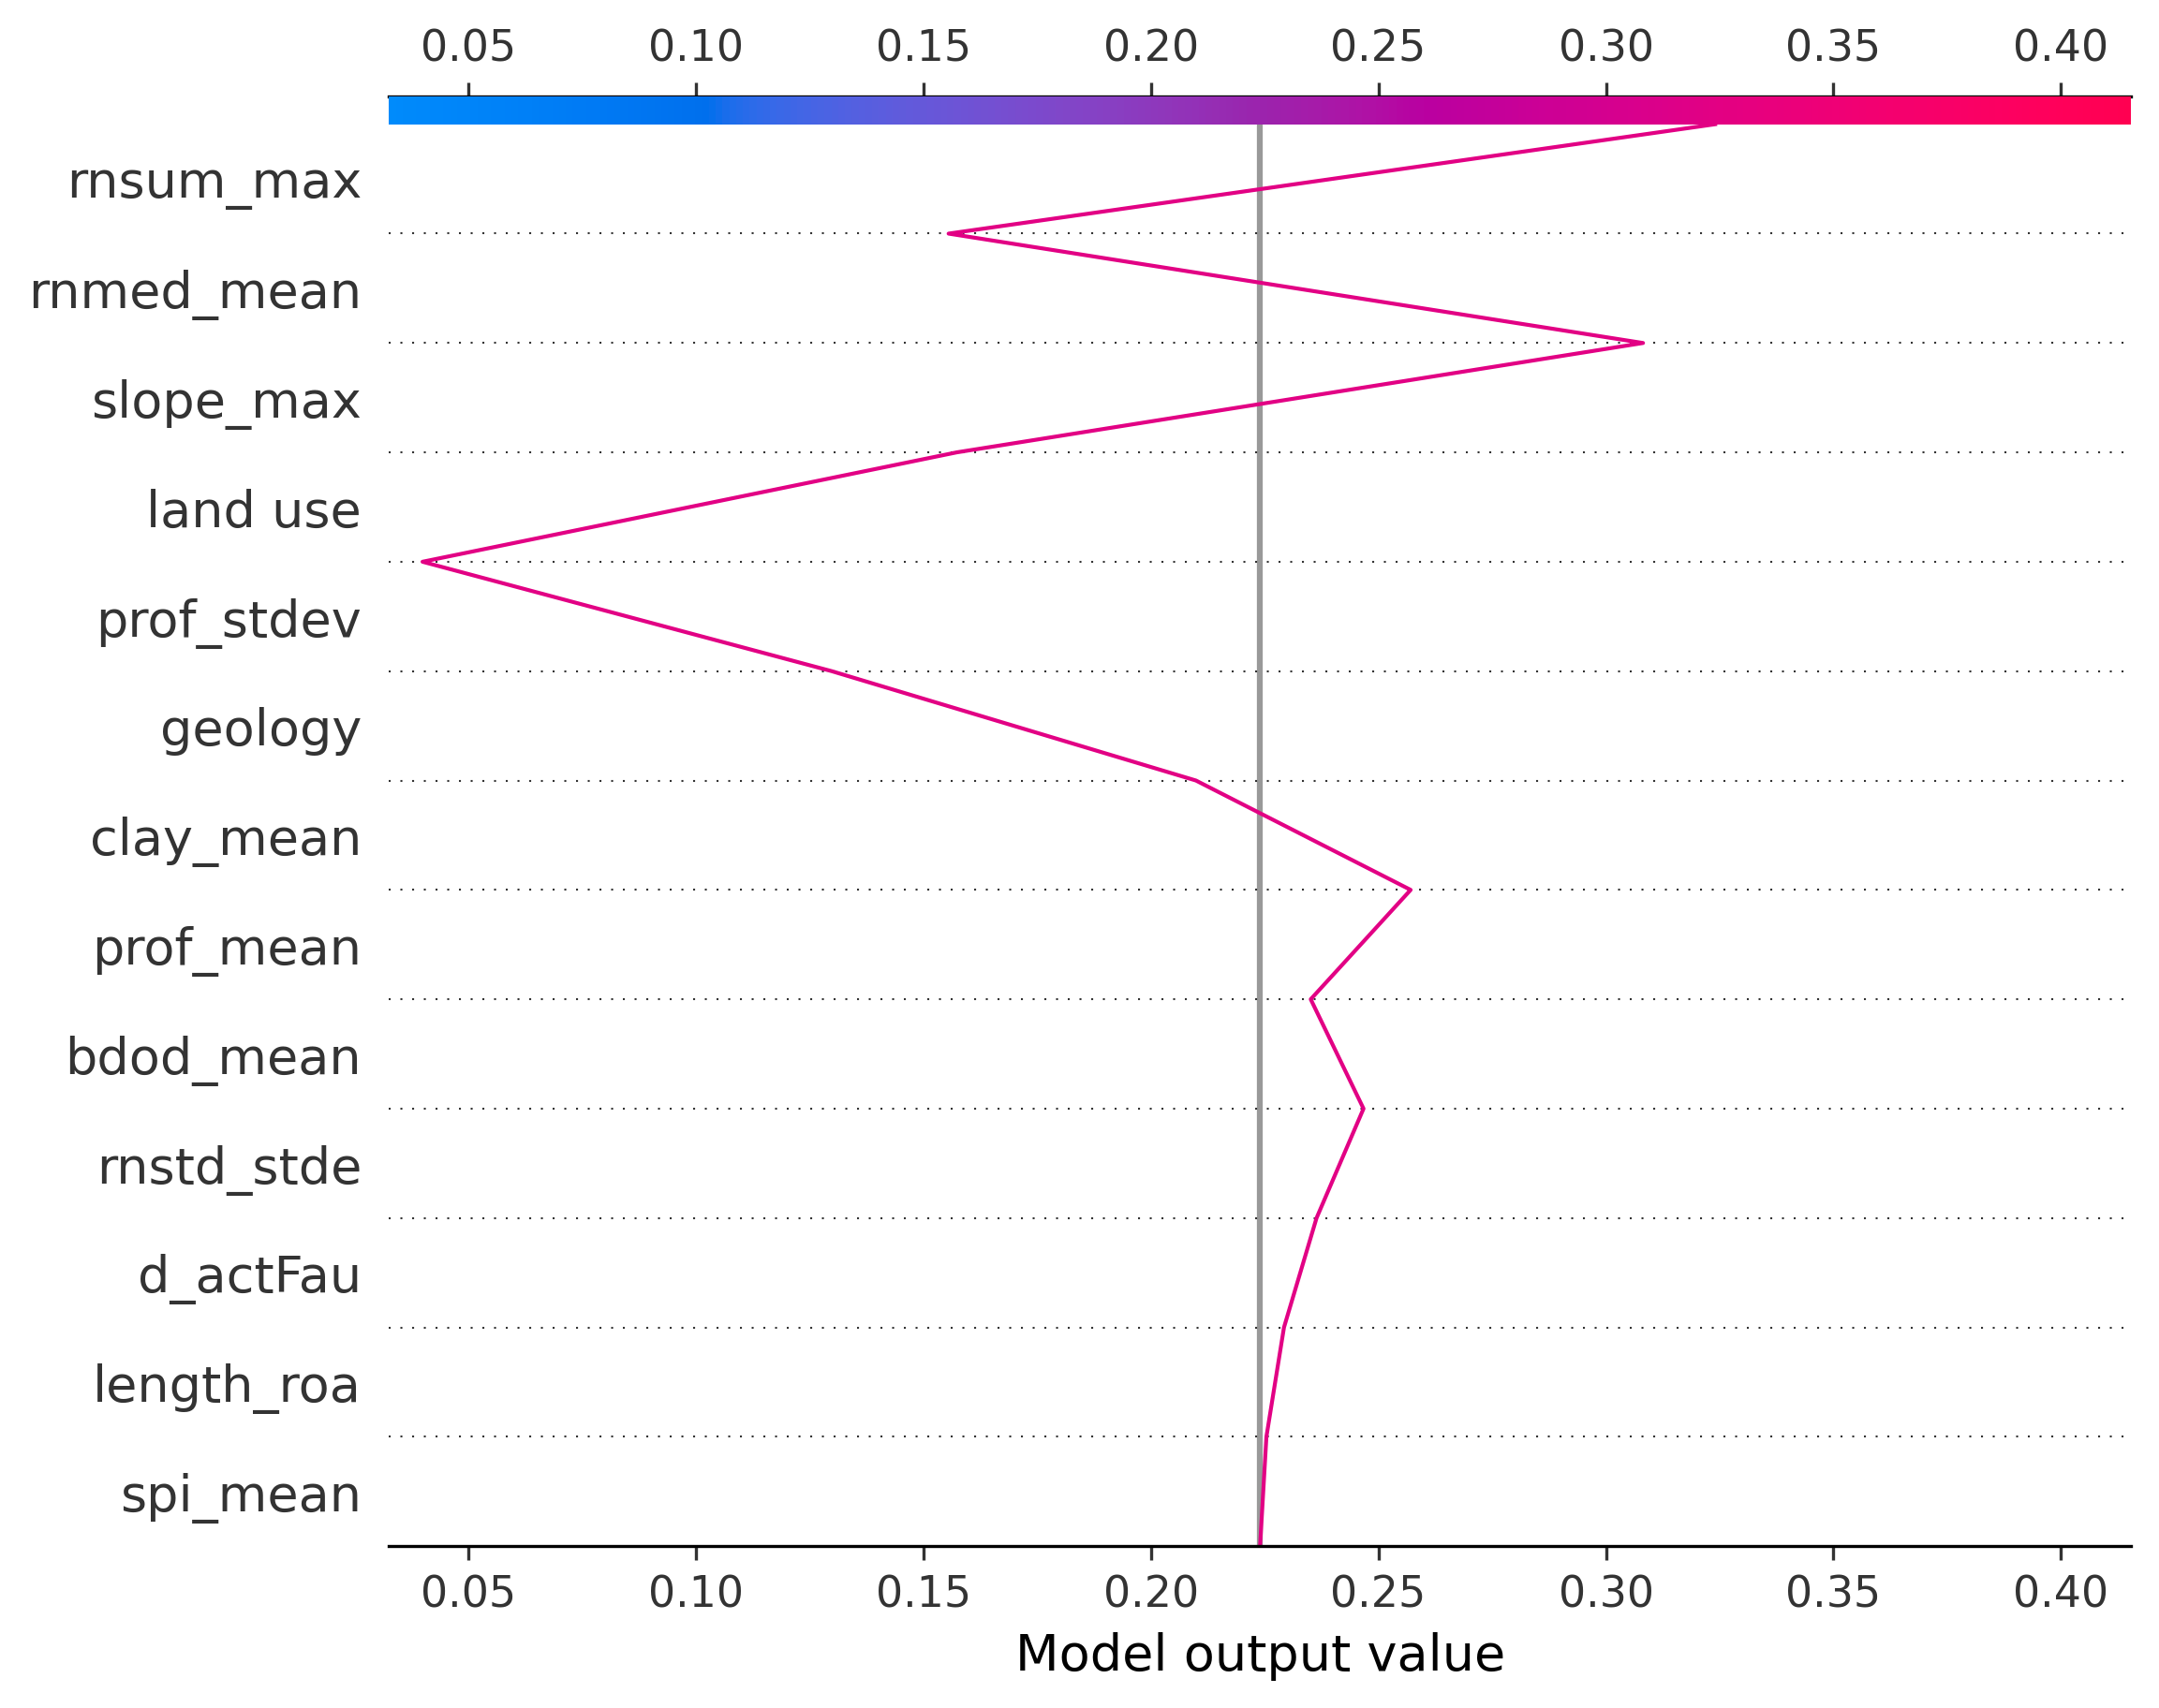 0.05 0.10 0.15 0.20 0.25 0.30 0.35 0.40
rnsum_max
rnmed_mean
slope_max
land use
prof_stdev
geology
clay_mean
prof_mean
bdod_mean
rnstd_stde
d_actFau
length_roa
spi_mean
0.05 0.10 0.15 0.20 0.25 0.30 0.35 0.40
Model output value